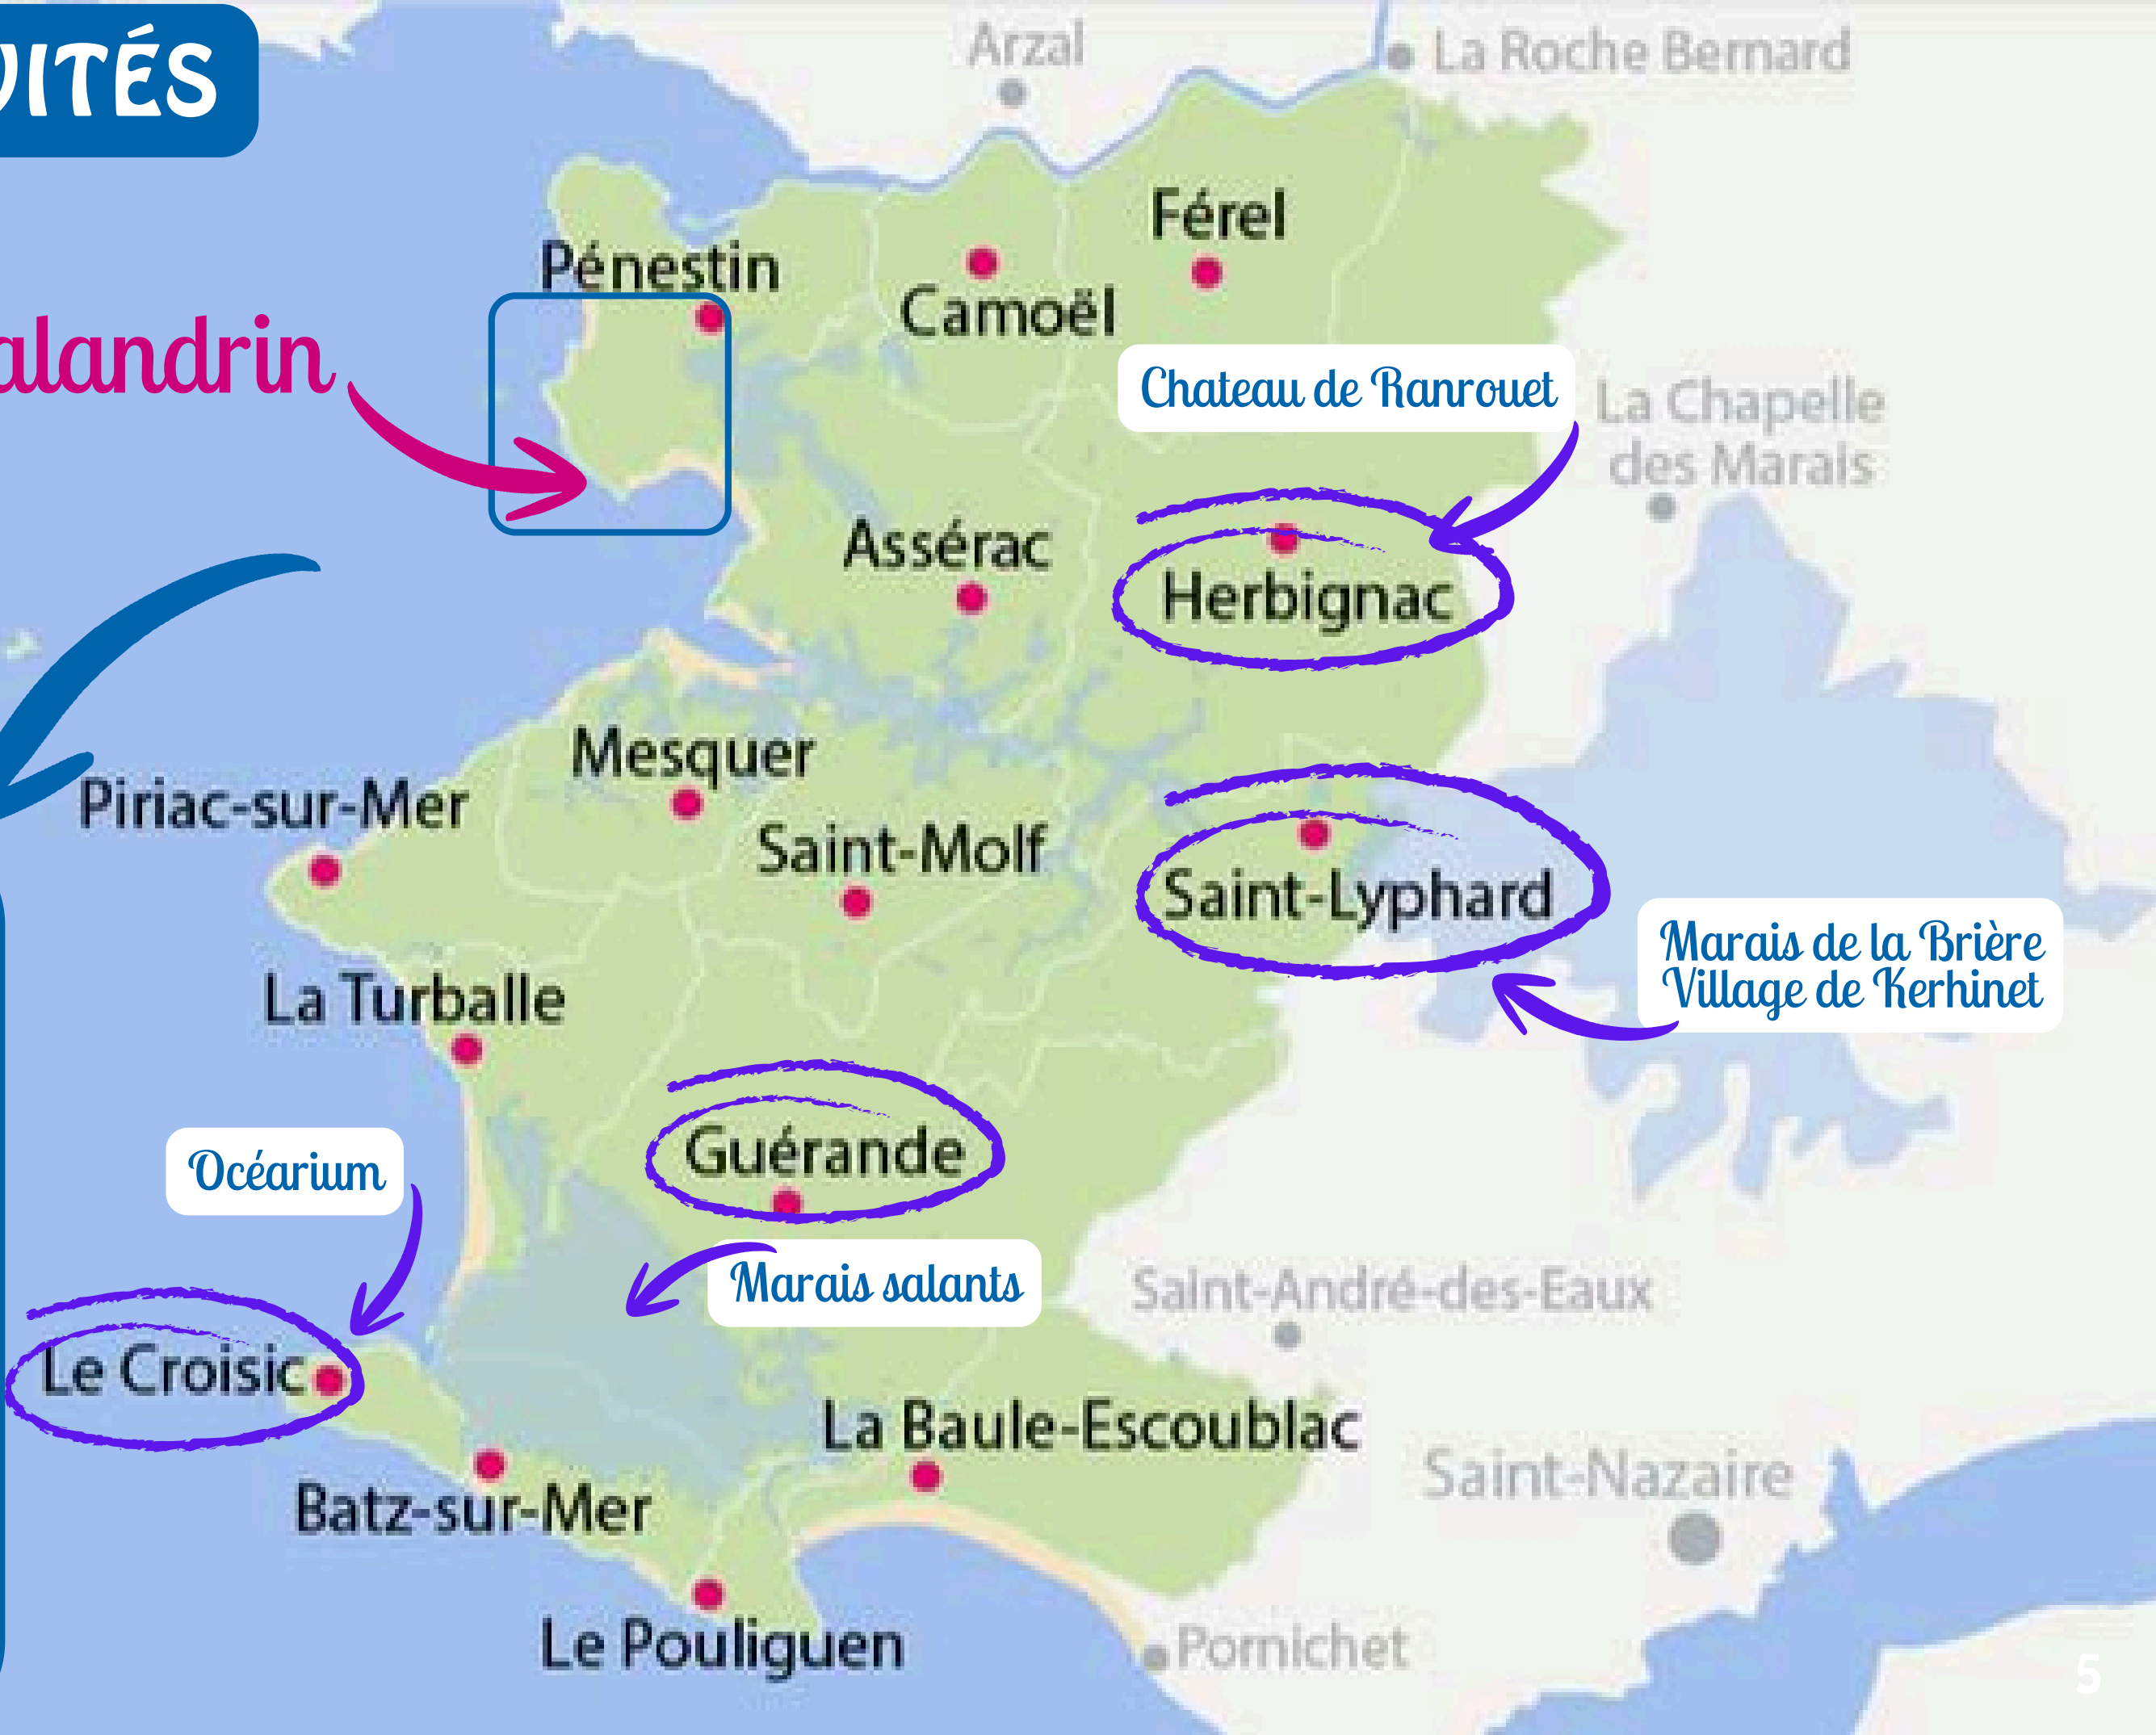 VITÉS
Arzal
La Roche Bernard
Férel
Pénestin
Camoël
alandrin
Chateau de Ranrouet
La Chapelle
des Marais
Assérac
Herbignac
Mesquer
Piriac-sur-Mer
Saint-Molf
Saint-Lyphard
Marais de la Brière
Village de Kerhinet
La Turballe
Guérande
Océarium
Marais salants
Saint-André-des-Eaux
Le Croisic
La Baule-Escoublac
Saint-Nazaire
Batz-sur-Mer
Le Pouliguen
Pornichet
5